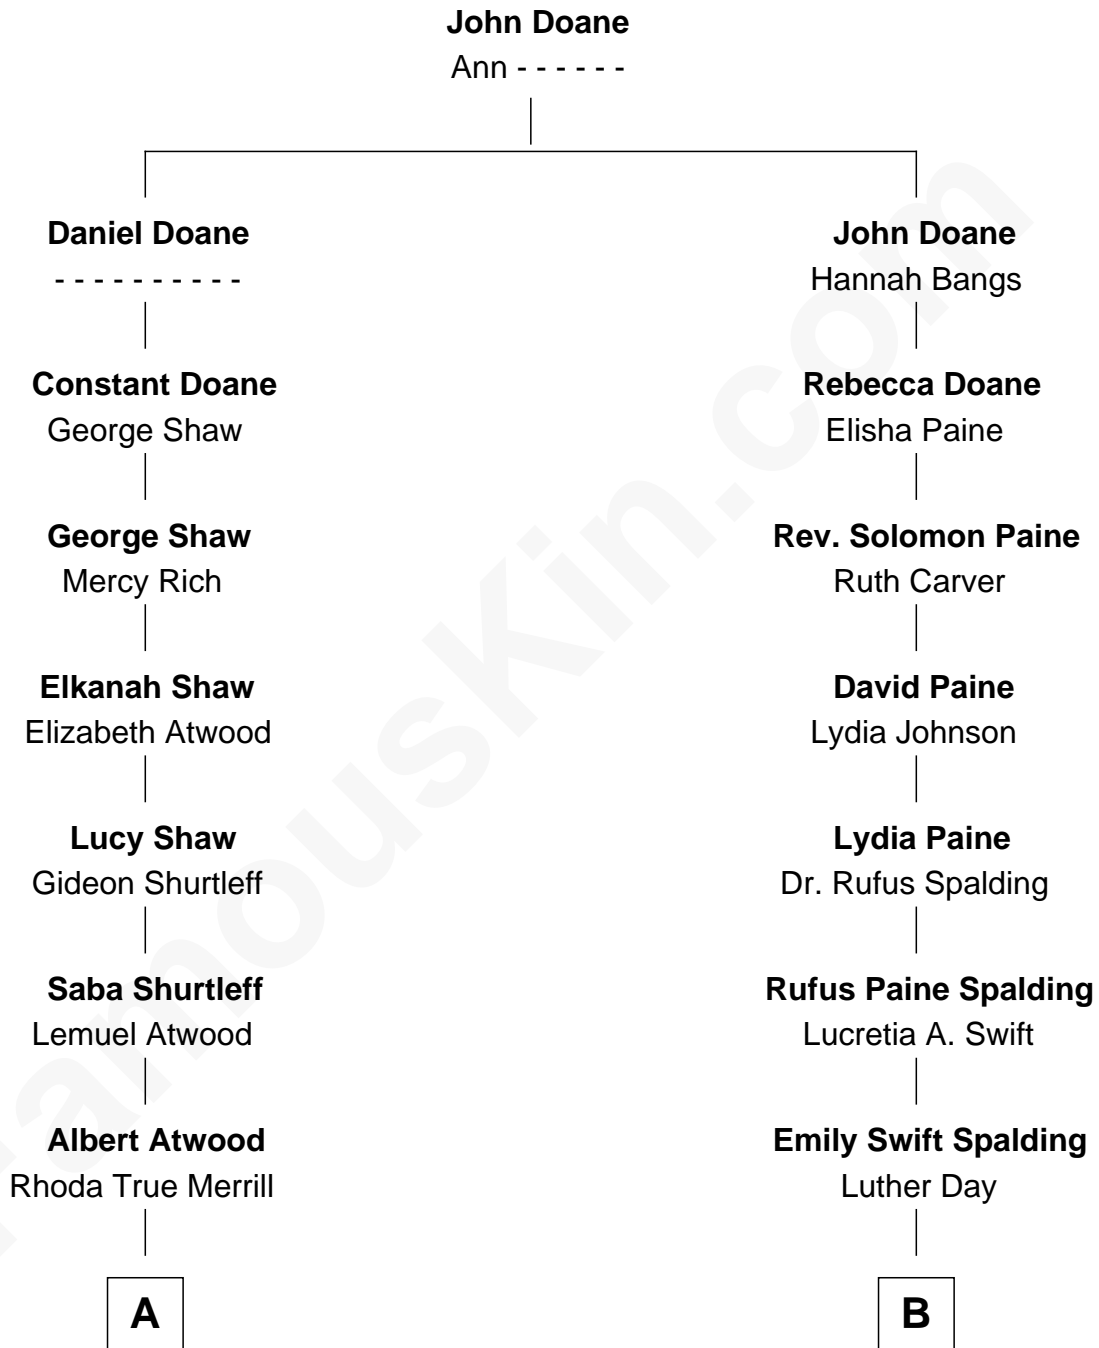 John Doane
Ann - - - - - -
Daniel Doane
- - - - - - - - - -
John Doane
Hannah Bangs
Constant Doane
George Shaw
Rebecca Doane
Elisha Paine
George Shaw
Mercy Rich
Rev. Solomon Paine
Ruth Carver
Elkanah Shaw
Elizabeth Atwood
David Paine
Lydia Johnson
Lucy Shaw
Gideon Shurtleff
Lydia Paine
Dr. Rufus Spalding
Saba Shurtleff
Lemuel Atwood
Rufus Paine Spalding
Lucretia A. Swift
Albert Atwood
Rhoda True Merrill
Emily Swift Spalding
Luther Day
A
B
FamousKin.com